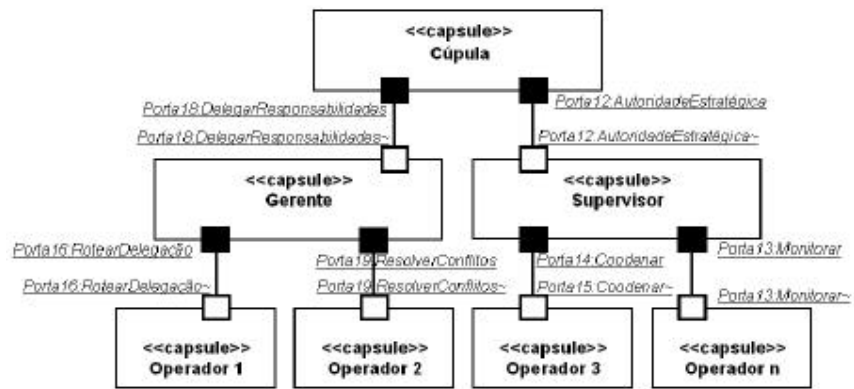 <<capsule>>
Cúpula
Porta18:DelegarResponsabilidades
Porta12:AutoridadeEstratégica
Porta18:DelegarResponsabilidades~
Porta12:AutoridadeEstratégica~
<<capsule>>
Gerente
<<capsule>>
Supervisor
Porta16:RotearDelegação
Porta19:ResolverConflitos
Porta14:Coodenar
Porta13:Monitorar
Porta16:RotearDelegação~
Porta19:ResolverConflitos~
Porta15:Coodenar~
Porta13:Monitorar~
<<capsule>>
Operador 1
<<capsule>>
Operador 2
<<capsule>>
Operador 3
<<capsule>>
Operador n